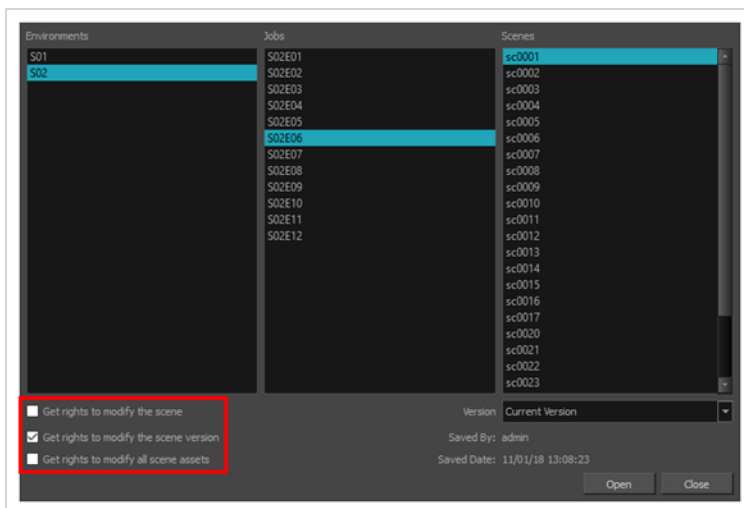 Environments
S01
S02
Jobs
S02E01
S02E02
S02E03
S02E04
S02E05
S02E06
S02E07
S02E08
S02E09
S02E10
S02E11
S02E12
Scenes
sc0001
sc0002
sc0003
sc0004
sc0005
sc0006
sc0007
sc0008
sc0009
sc0010
sc0011
sc0012
sc0013
sc0014
sc0015
sc0016
sc0017
sc0020
sc0021
sc0022
sc0023
Get rights to modify the scene
Get rights to modify the scene version
Get rights to modify all scene assets
Version Current Version
Saved By: admin
Saved Date: 11/01/18 13:08:23
Open Close